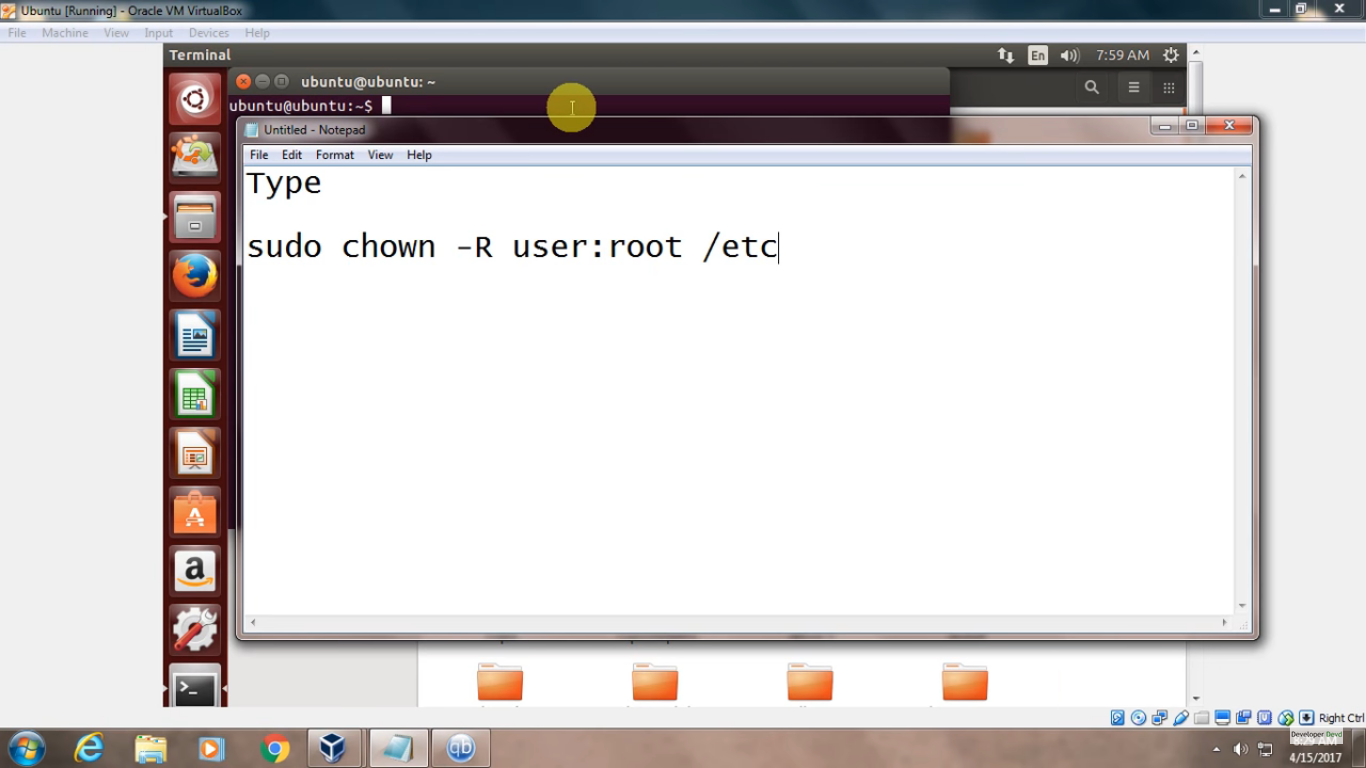 Ubuntu [Running] - Oracle VM VirtualBox
File Machine View Input Devices Help
Terminal
En
7:59 AM
ubuntu@ubuntu: ~
ubuntu@ubuntu:~$
Untitled - Notepad
File Edit Format View Help
Type
sudo chown -R user:root /etc
Right Ctrl
Developer.Devd
4/15/2017